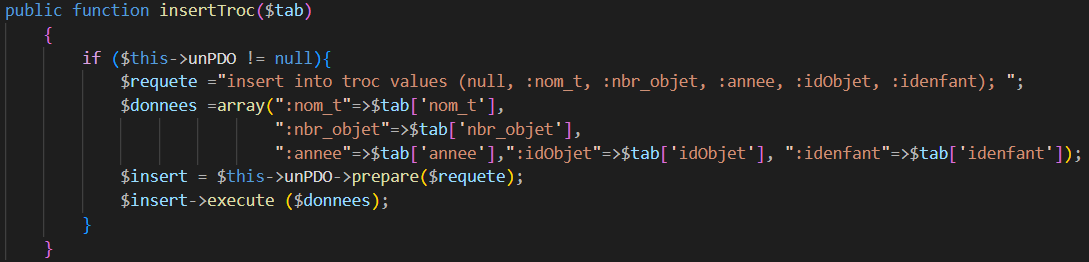 public function insertTroc($tab)
{
if ($this->unPDO != null){
$requete ="insert into troc values (null, :nom_t, :nbr_objet, :annee, :idObjet, :idenfant); ";
$donnees =array(":nom_t"=>$tab['nom_t'],
":nbr_objet"=>$tab['nbr_objet'],
":annee"=>$tab['annee'],":idObjet"=>$tab['idObjet'], ":idenfant"=>$tab['idenfant']);
$insert = $this->unPDO->prepare($requete);
$insert->execute ($donnees);
}
}